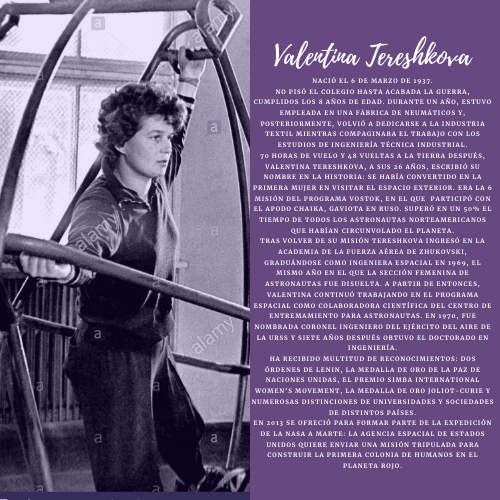 Valentina Tereshkova
NACIÓ EL 6 DE MARZO DE 1937.
NO PISÓ EL COLEGIO HASTA ACABADA LA GUERRA,
CUMPLIDOS LOS 8 AÑOS DE EDAD. DURANTE UN AÑO, ESTUVO
EMPLEADA EN UNA FÁBRICA DE NEUMÁTICOS Y,
POSTERIORMENTE, VOLVIÓ A DEDICARSE A LA INDUSTRIA
TEXTIL MIENTRAS COMPAGINABA EL TRABAJO CON LOS
ESTUDIOS DE INGENIERÍA TÉCNICA INDUSTRIAL.
70 HORAS DE VUELO Y 48 VUELTAS A LA TIERRA DESPUÉS,
VALENTINA TERESHKOVA, A SUS 26 AÑOS, ESCRIBIÓ SU
NOMBRE EN LA HISTORIA: SE HABÍA CONVERTIDO EN LA
PRIMERA MUJER EN VISITAR EL ESPACIO EXTERIOR. ERA LA 6
MISIÓN DEL PROGRAMA VOSTOK, EN EL QUE PARTICIPÓ CON
EL APODO CHAIKA, GAVIOTA EN RUSO. SUPERÓ EN UN 50% EL
TIEMPO DE TODOS LOS ASTRONAUTAS NORTEAMERICANOS
QUE HABÍAN CIRCUNVOLADO EL PLANETA.
TRAS VOLVER DE SU MISIÓN TERESHKOVA INGRESÓ EN LA
ACADEMIA DE LA FUERZA AÉREA DE ZHUKOVSKI,
GRADUÁNDOSE COMO INGENIERA ESPACIAL EN 1969, EL
MISMO AÑO EN EL QUE LA SECCIÓN FEMENINA DE
ASTRONAUTAS FUE DISUELTA. A PARTIR DE ENTONCES,
VALENTINA CONTINUÓ TRABAJANDO EN EL PROGRAMA
ESPACIAL COMO COLABORADORA CIENTÍFICA DEL CENTRO DE
ENTREMAMIENTO PARA ASTRONAUTAS. EN 1970, FUE
NOMBRADA CORONEL INGENIERO DEL EJÉRCITO DEL AIRE DE
LA URSS Y SIETE AÑOS DESPUÉS OBTUVO EL DOCTORADO EN
INGENIERÍA.
HA RECIBIDO MULTITUD DE RECONOCIMIENTOS: DOS
ÓRDENES DE LENIN, LA MEDALLA DE ORO DE LA PAZ DE
NACIONES UNIDAS, EL PREMIO SIMBA INTERNATIONAL
WOMEN'S MOVEMENT, LA MEDALLA DE ORO JOLIOT-CURIE Y
NUMEROSAS DISTINCIONES DE UNIVERSIDADES Y SOCIEDADES
DE DISTINTOS PAÍSES.
EN 2013 SE OFRECIÓ PARA FORMAR PARTE DE LA EXPEDICIÓN
DE LA NASA A MARTE: LA AGENCIA ESPACIAL DE ESTADOS
UNIDOS QUIERE ENVIAR UNA MISIÓN TRIPULADA PARA
CONSTRUIR LA PRIMERA COLONIA DE HUMANOS EN EL
PLANETA ROJO.
a
a
a
alamy
a
alamy
a
a
a